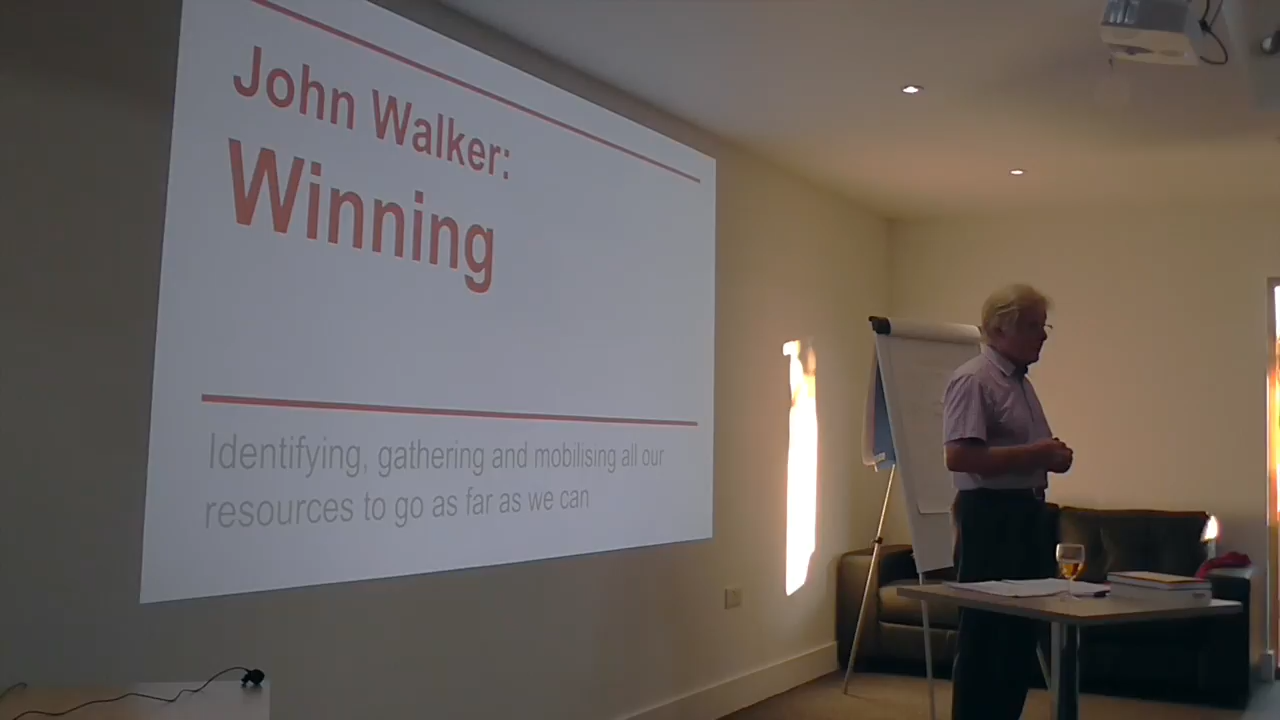 John Walker:
Winning
Identifying, gathering and mobilising all our
resources to go as far as we can